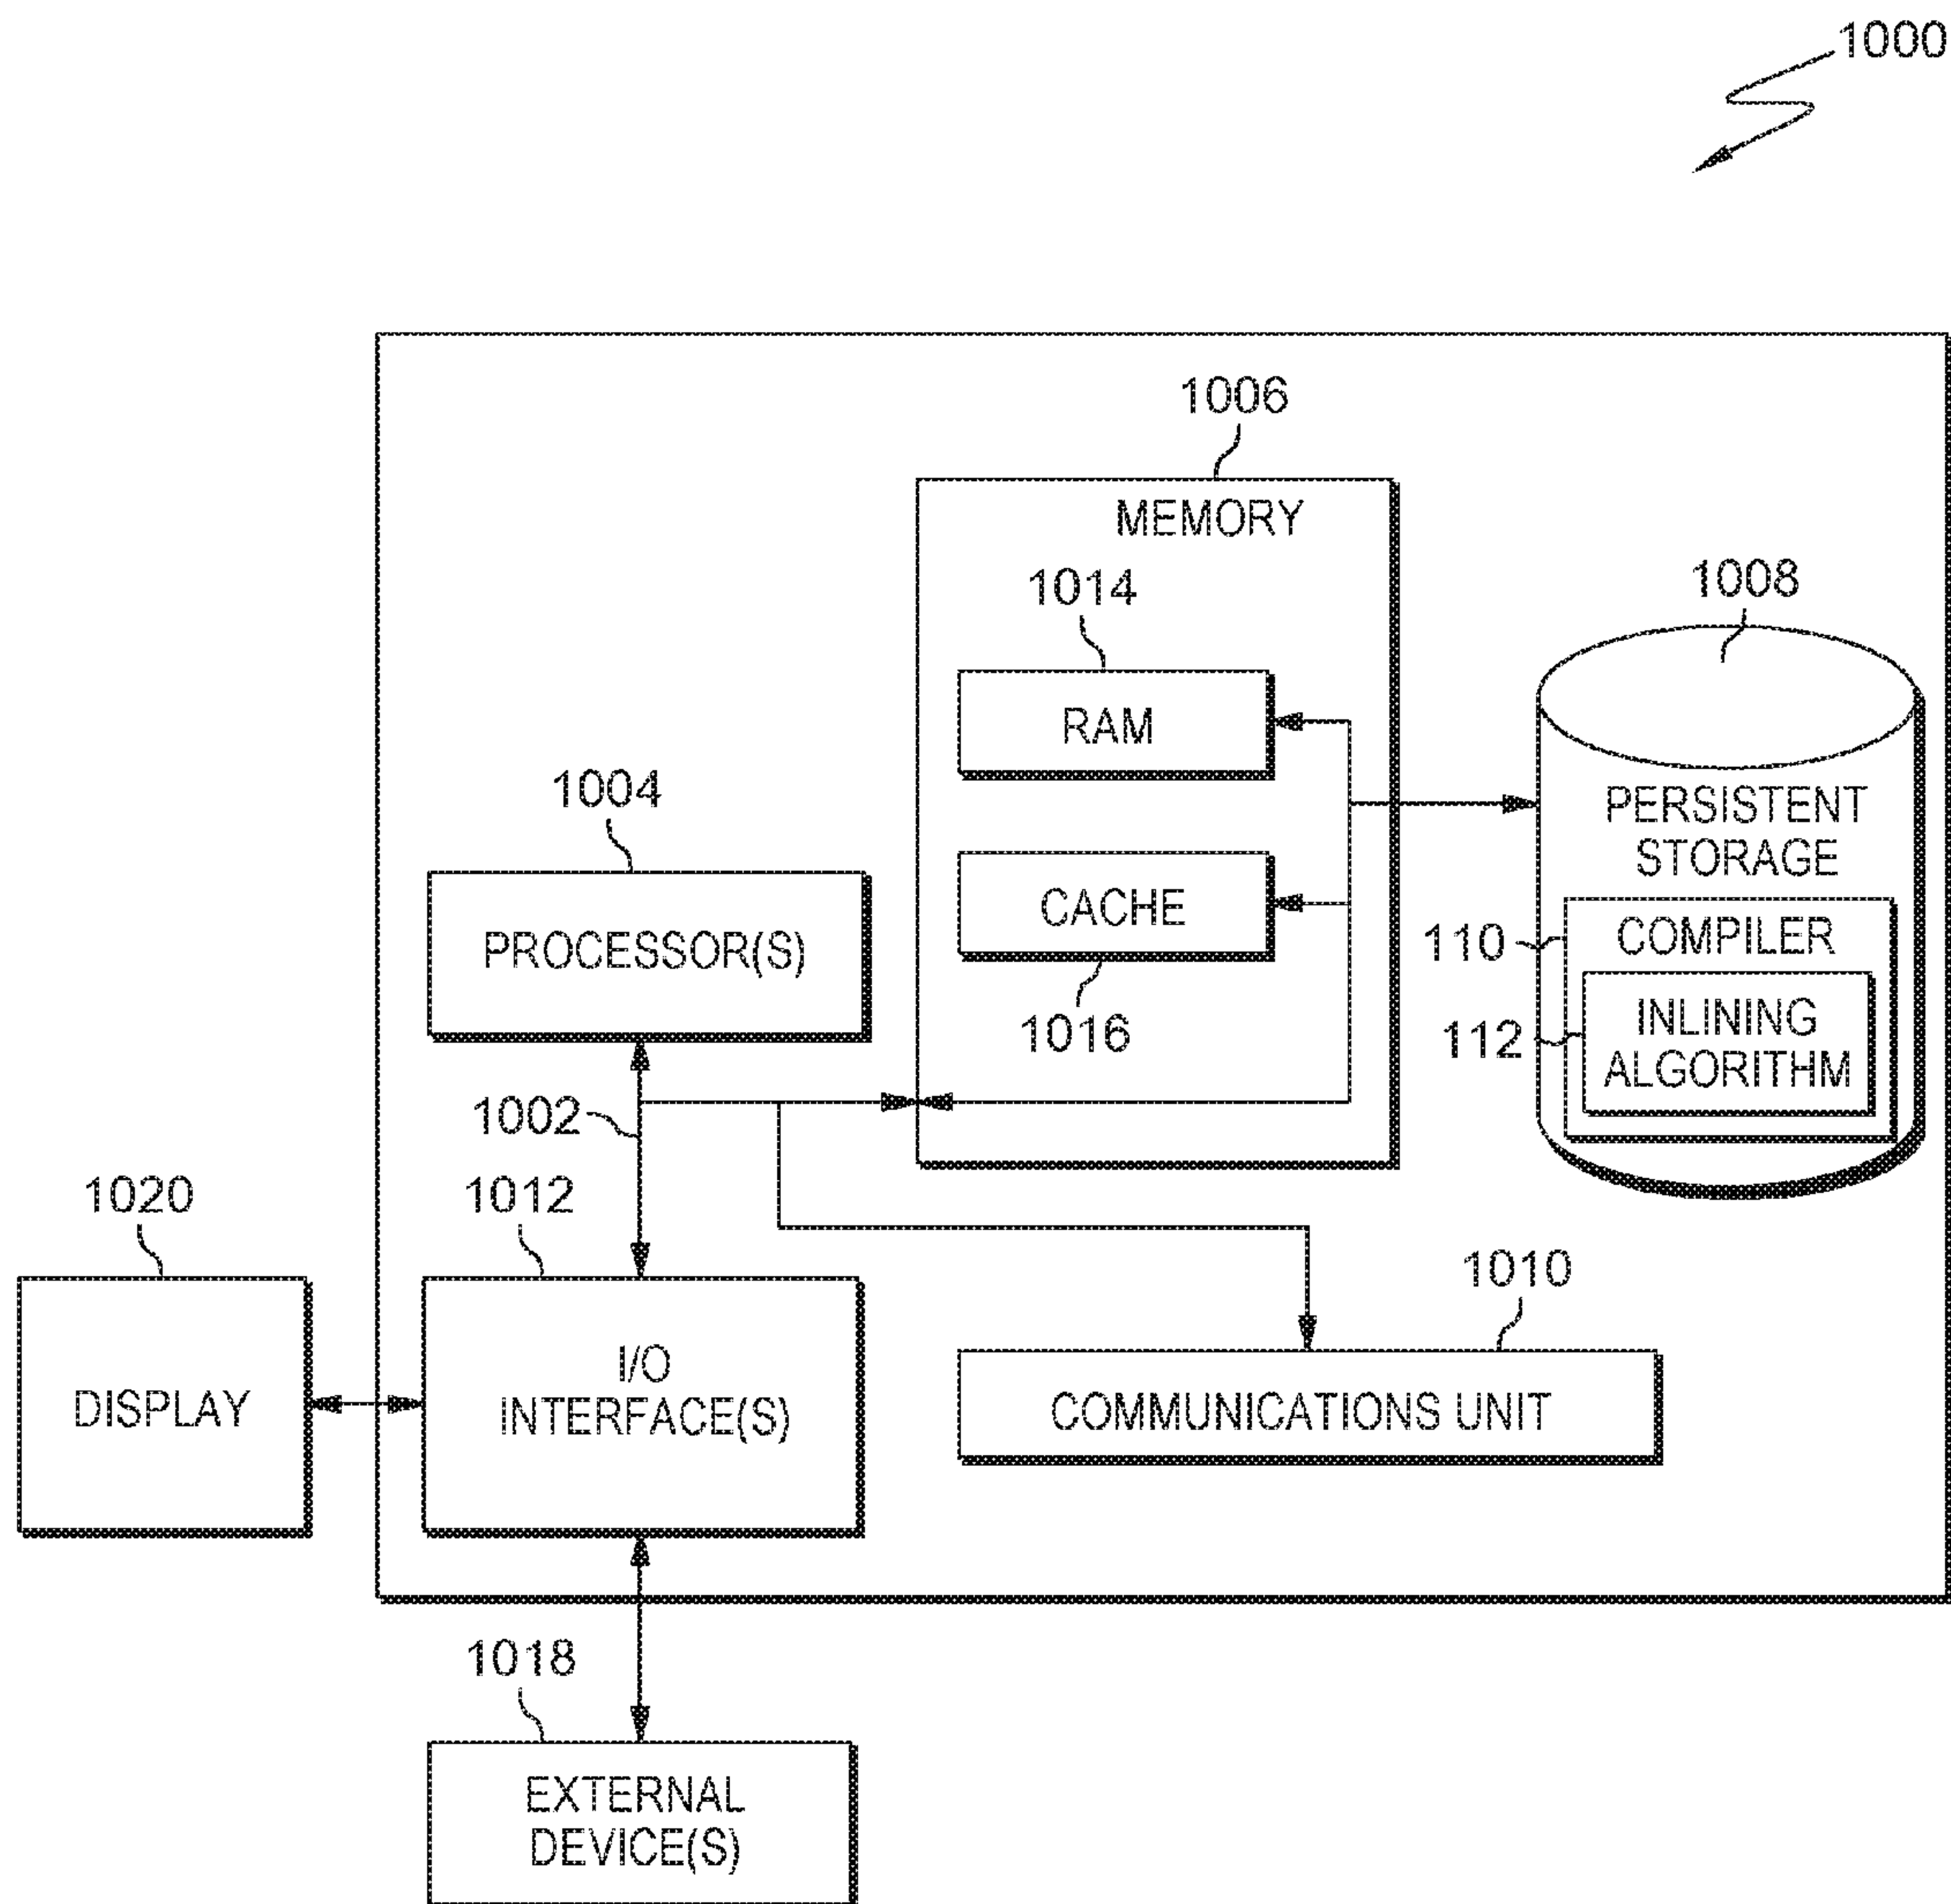 1000
1006
MEMORY
1014
RAM
1008
PERSISTENT
STORAGE
1004
PROCESSOR(S)
CACHE
1016
110
COMPILER
112
INLINING
ALGORITHM
1002
1020
DISPLAY
1012
I/O
INTERFACE(S)
1010
COMMUNICATIONS UNIT
1018
EXTERNAL
DEVICE(S)